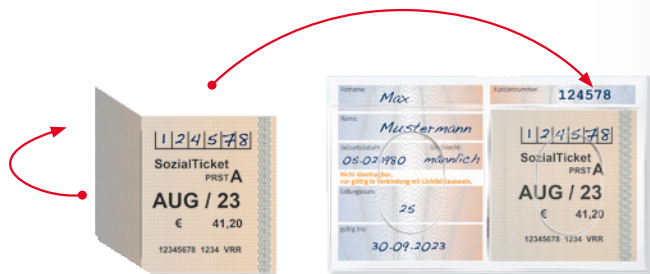 1 2 4 5 7 8
SozialTicket
PRST A
AUG / 23
€ 41,20
12345678 1234 VRR
Vorname:
Max
Kundennummer:
124578
Name:
Mustermann
Geburtsdatum:
05.02.1980
Geschlecht:
männlich
Nicht übertragbar,
nur gültig in Verbindung mit Lichtbildausweis.
Geltungsraum:
25
gültig bis:
30.09.2023
1 2 4 5 7 8
SozialTicket
PRST A
AUG / 23
€ 41,20
12345678 1234 VRR